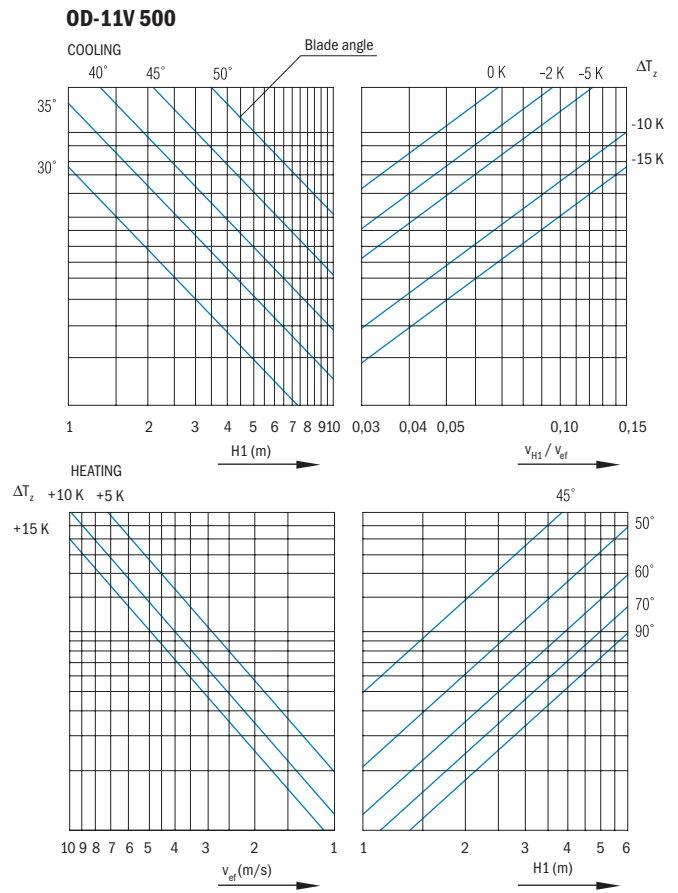 OD-11V 500
COOLING
Blade angle
40° 45° 50°
35°
30°
0 K -2 K -5 K ΔTz
-10 K
-15 K
1 2 3 4 5 6 7 8 910
H1 (m)
0,03 0,04 0,05 0,10 0,15
vH1 / vef
HEATING
ΔTz +10 K +5 K
+15 K
45°
50°
60°
70°
90°
10 9 8 7 6 5 4 3 2 1
vef (m/s)
1 2 3 4 5 6
H1 (m)